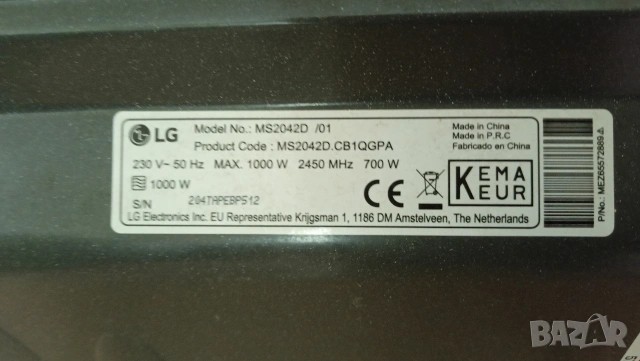 LG
Model No.: MS2042D /01
Product Code : MS2042D.CB1QGPA
230 V~ 50 Hz MAX. 1000 W 2450 MHz 700 W
1000 W
S/N 204TAPEBP512
LG Electronics Inc. EU Representative Krijgsman 1, 1186 DM Amstelveen, The Netherlands
CE
KEMA
KEUR
Made in China
Made in P.R.C
Fabricado en China
P/No.: MEZ65572889
BAZAR